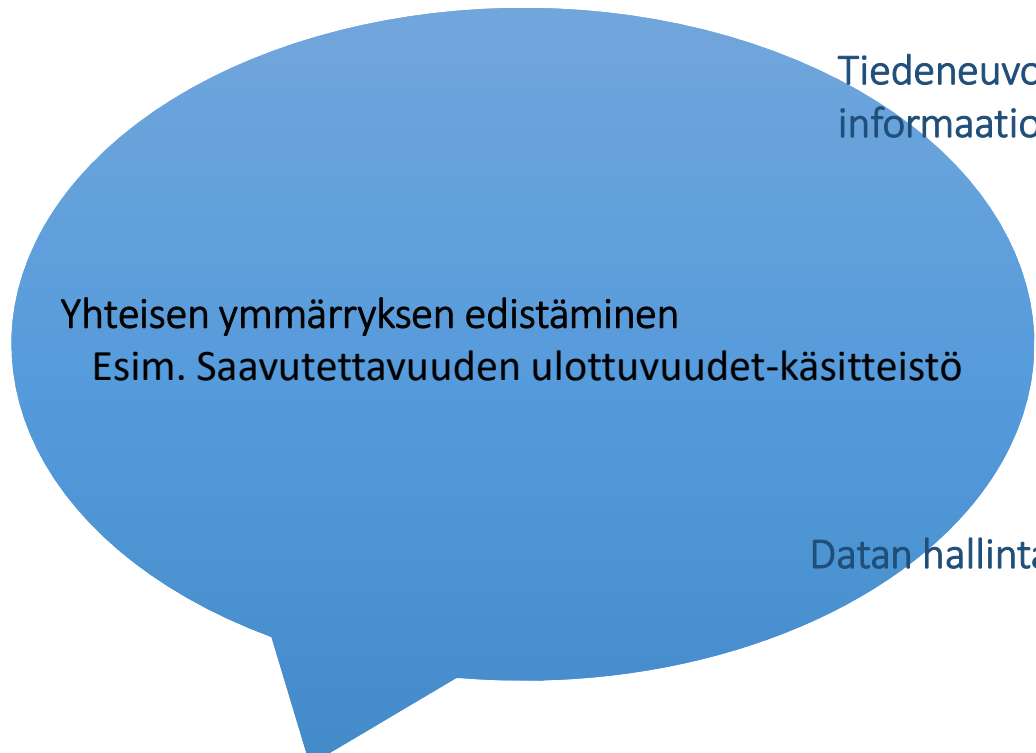 Tiedeneuvo
informaatio
Yhteisen ymmärryksen edistäminen
Esim. Saavutettavuuden ulottuvuudet-käsitteistö
Datan hallinta